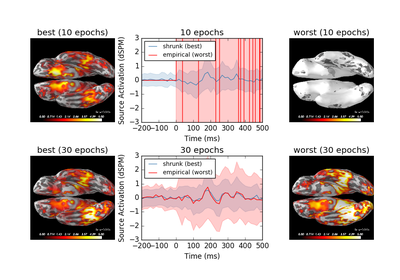 best (10 epochs)
10 epochs
worst (10 epochs)
Source Activation (dSPM)
3
2
1
0
−1
−2
−3
shrunk (best)
empirical (worst)
−200−100 0 100 200 300 400 500
Time (ms)
best (30 epochs)
30 epochs
worst (30 epochs)
Source Activation (dSPM)
3
2
1
0
−1
−2
−3
shrunk (best)
empirical (worst)
−200−100 0 100 200 300 400 500
Time (ms)